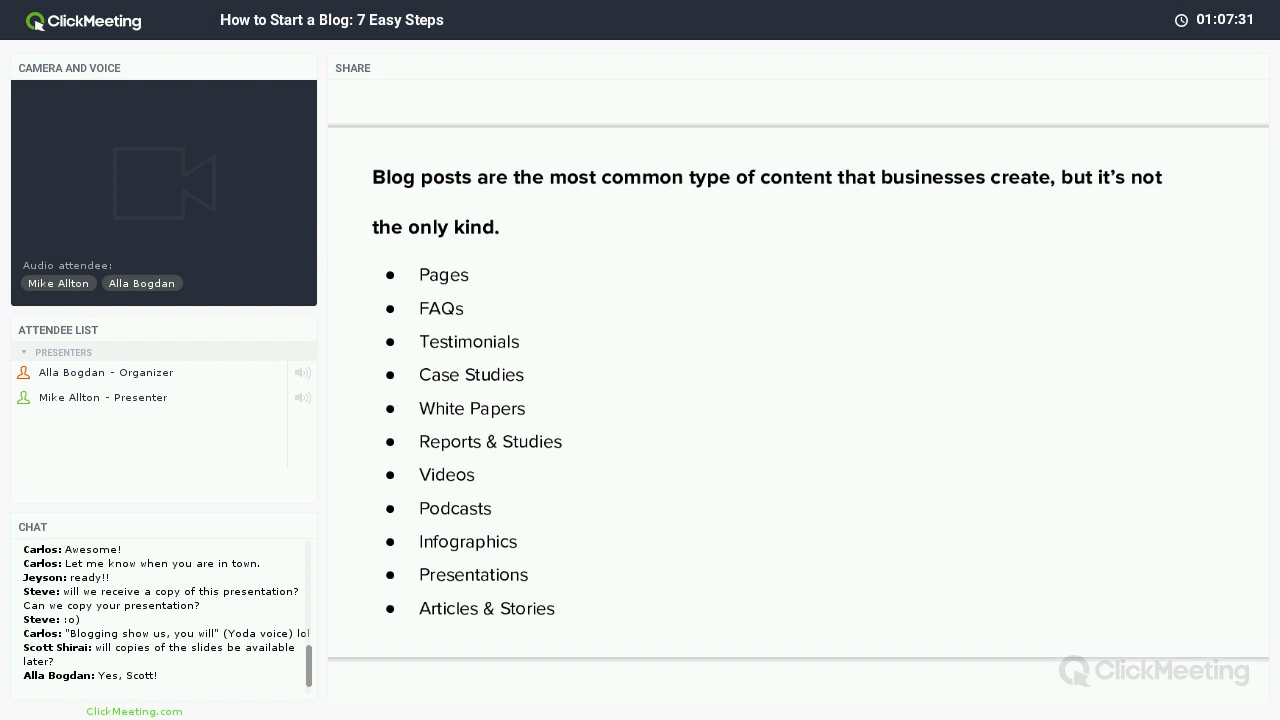 ClickMeeting
How to Start a Blog: 7 Easy Steps
01:07:31
CAMERA AND VOICE
Audio attendee:
Mike Allton
Alla Bogdan
ATTENDEE LIST
PRESENTERS
Alla Bogdan - Organizer
Mike Allton - Presenter
CHAT
Carlos: Awesome!
Carlos: Let me know when you are in town.
Jeyson: ready!!
Steve: will we receive a copy of this presentation?
Can we copy your presentation?
Steve: :o)
Carlos: "Blogging show us, you will" (Yoda voice) lol
Scott Shirai: will copies of the slides be available
later?
Alla Bogdan: Yes, Scott!
ClickMeeting.com
SHARE
Blog posts are the most common type of content that businesses create, but it’s not
the only kind.
● Pages
● FAQs
● Testimonials
● Case Studies
● White Papers
● Reports & Studies
● Videos
● Podcasts
● Infographics
● Presentations
● Articles & Stories
ClickMeeting